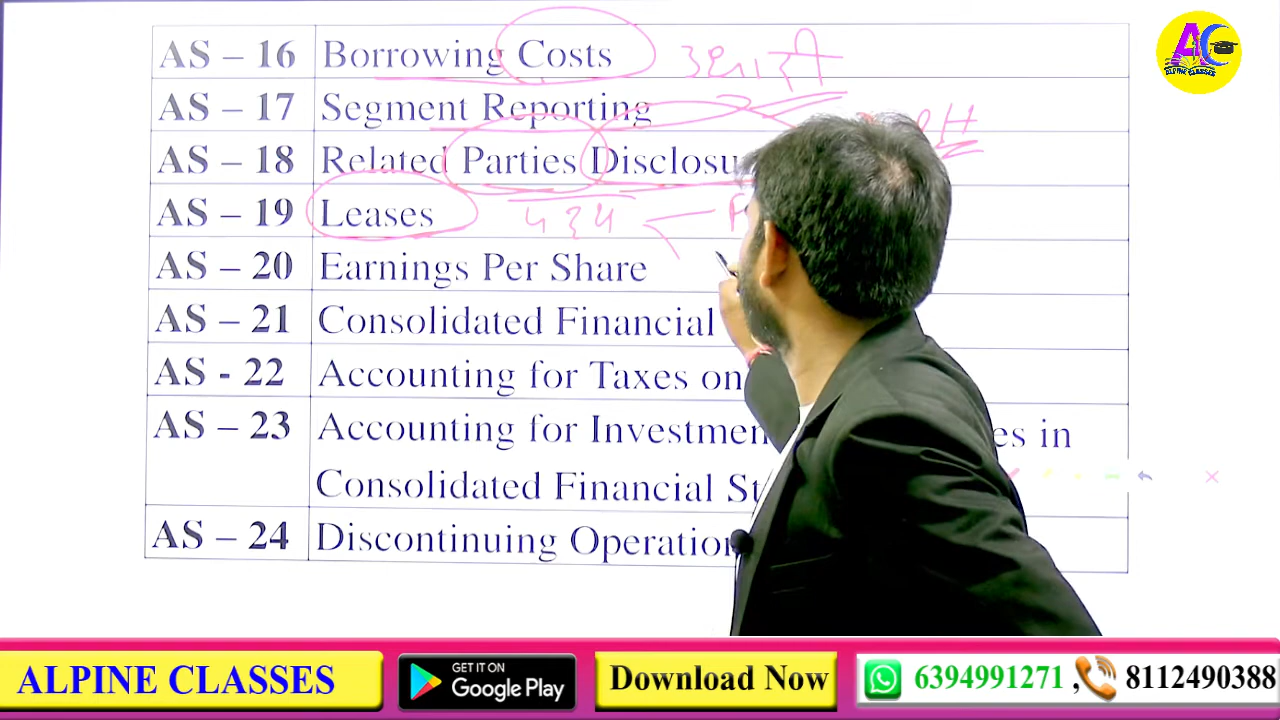 AS – 16 Borrowing Costs उधार
AS – 17 Segment Reporting
AS – 18 Related Parties Disclosu
AS – 19 Leases
AS – 20 Earnings Per Share
AS – 21 Consolidated Financial
AS - 22 Accounting for Taxes on
AS – 23 Accounting for Investmen es in
Consolidated Financial St
AS – 24 Discontinuing Operation
AC
ALPINE CLASSES
ALPINE CLASSES
GET IT ON
Google Play
Download Now
6394991271 , 8112490388